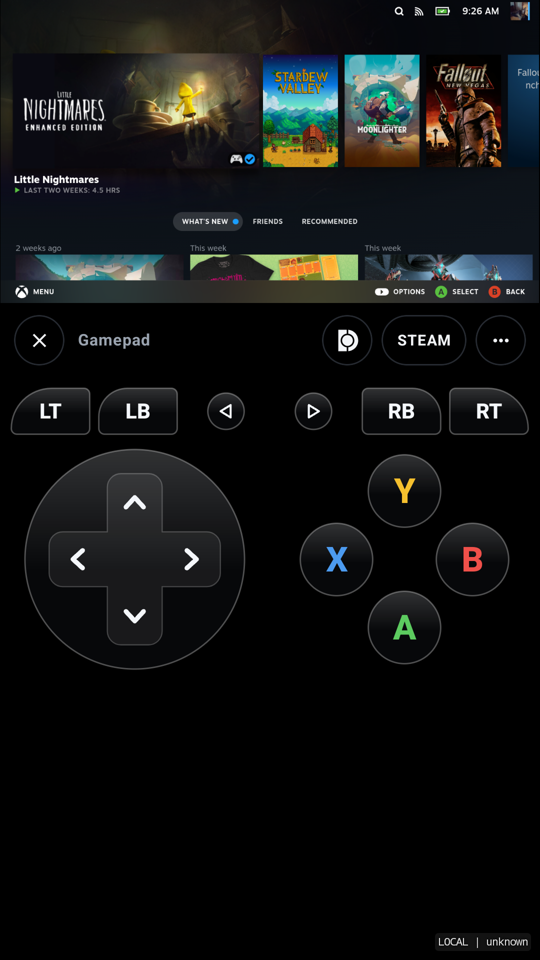 9:26 AM
LITTLE
NIGHTMARES
ENHANCED EDITION
STARDEW
VALLEY
MOONLIGHTER
Fallout
NEW VEGAS
Fallou
nch
Little Nightmares
LAST TWO WEEKS: 4.5 HRS
WHAT'S NEW
FRIENDS
RECOMMENDED
2 weeks ago
This week
This week
MENU
OPTIONS
A SELECT
B BACK
Gamepad
STEAM
LT
LB
RB
RT
Y
X
B
A
LOCAL | unknown